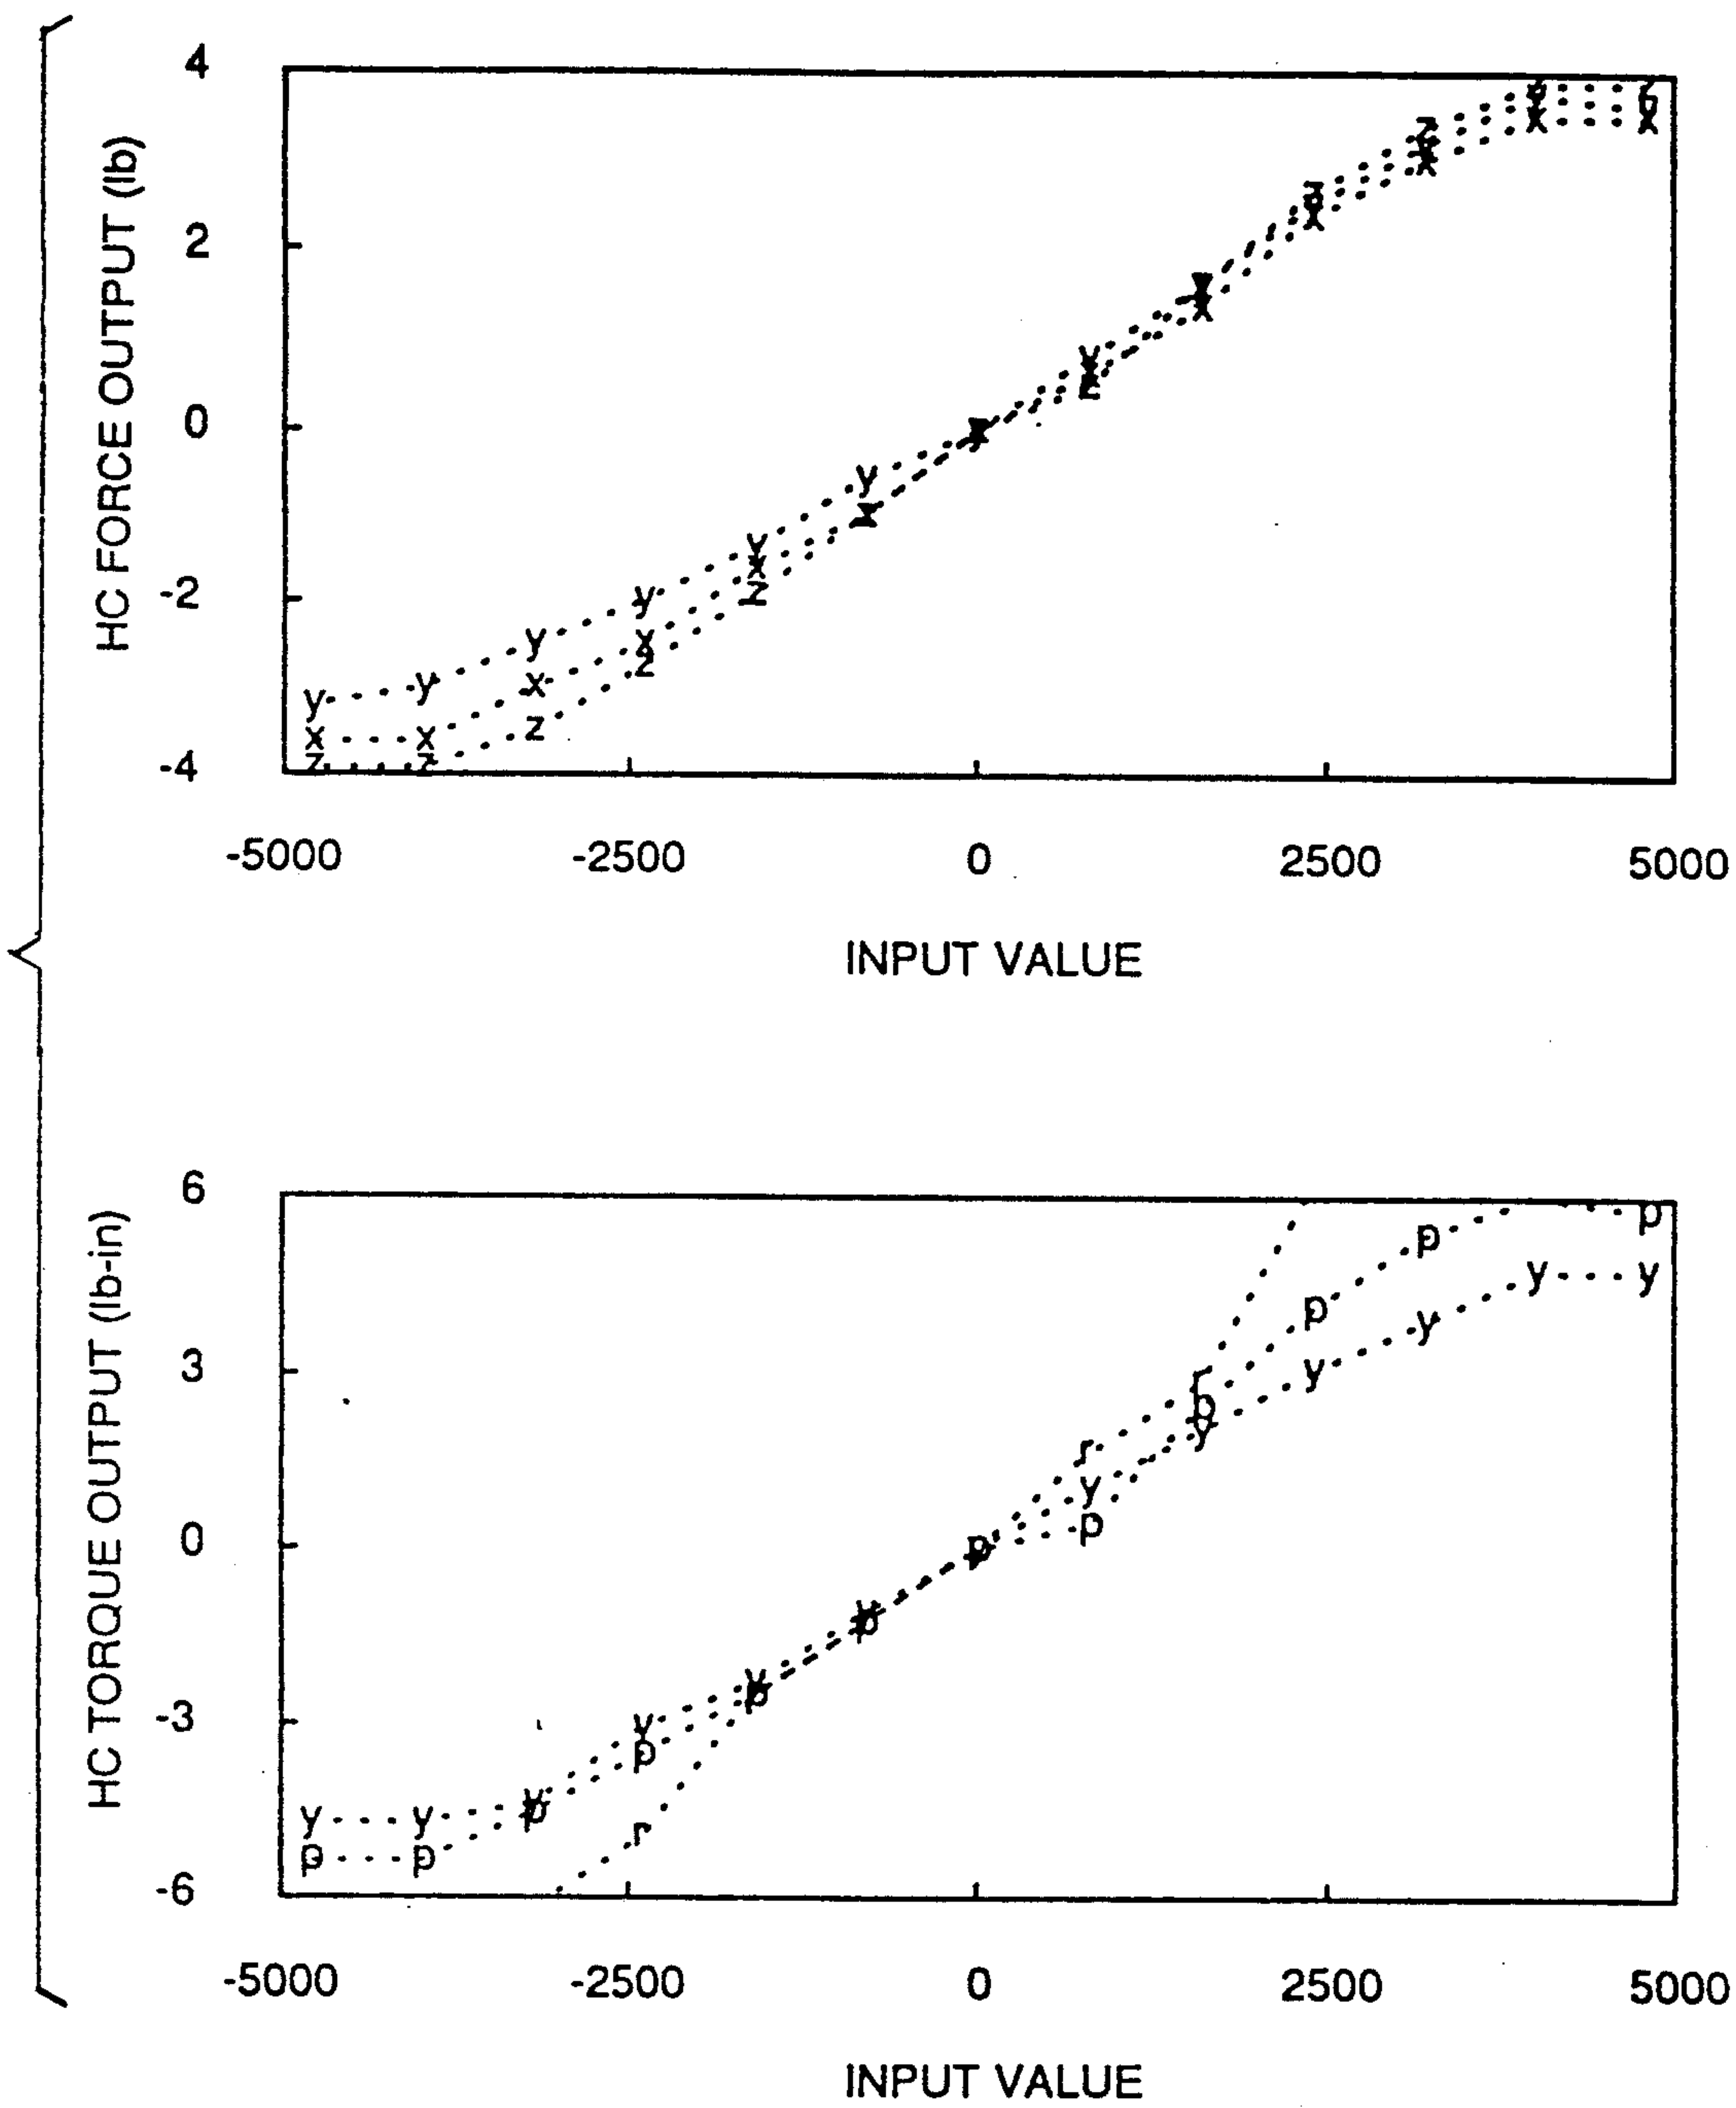 HC FORCE OUTPUT (lb)
4
2
0
-2
-4
-5000 -2500 0 2500 5000
INPUT VALUE
HC TORQUE OUTPUT (lb-in)
6
3
0
-3
-6
-5000 -2500 0 2500 5000
INPUT VALUE